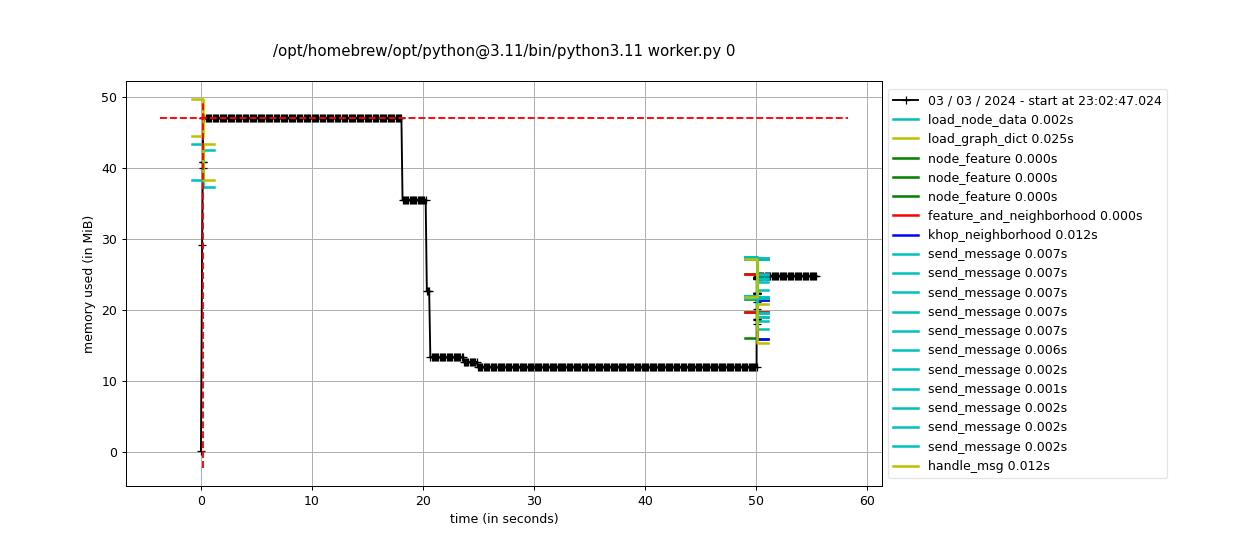 /opt/homebrew/opt/python@3.11/bin/python3.11 worker.py 0
50
40
30
20
10
0
memory used (in MiB)
0 10 20 30 40 50 60
time (in seconds)
03 / 03 / 2024 - start at 23:02:47.024
load_node_data 0.002s
load_graph_dict 0.025s
node_feature 0.000s
node_feature 0.000s
node_feature 0.000s
feature_and_neighborhood 0.000s
khop_neighborhood 0.012s
send_message 0.007s
send_message 0.007s
send_message 0.007s
send_message 0.007s
send_message 0.007s
send_message 0.006s
send_message 0.002s
send_message 0.001s
send_message 0.002s
send_message 0.002s
send_message 0.002s
handle_msg 0.012s